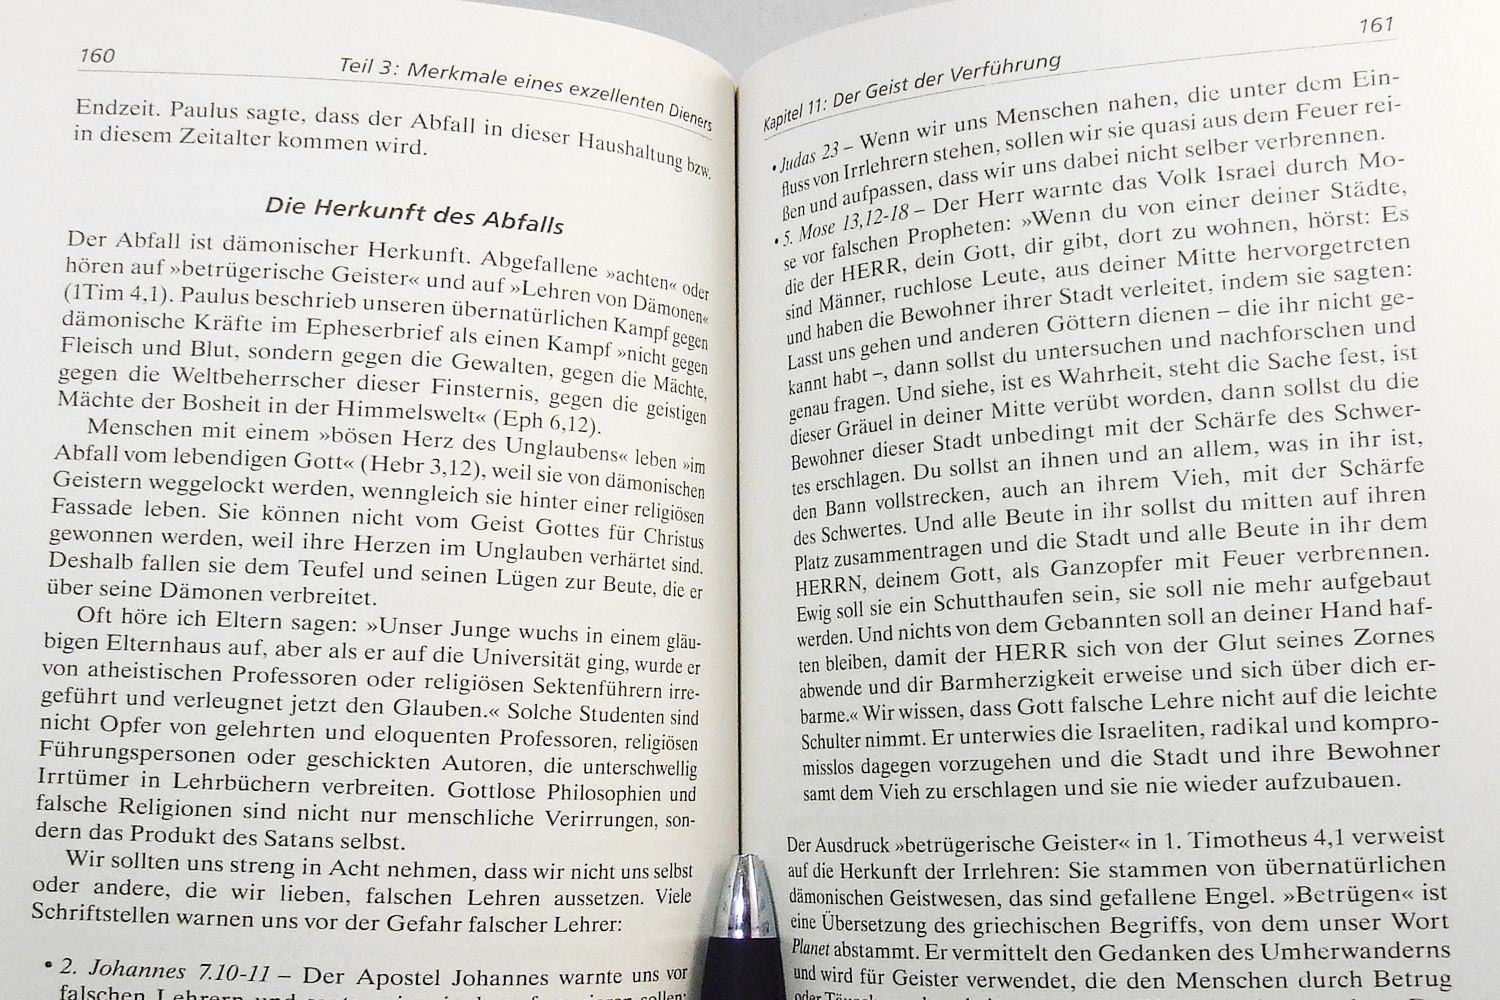 160
Teil 3: Merkmale eines exzellenten Dieners
Endzeit. Paulus sagte, dass der Abfall in dieser Haushaltung bzw.
in diesem Zeitalter kommen wird.
Die Herkunft des Abfalls
Der Abfall ist dämonischer Herkunft. Abgefallene »achten« oder
hören auf »betrügerische Geister« und auf »Lehren von Dämonen«
(1Tim 4,1). Paulus beschrieb unseren übernatürlichen Kampf gegen
dämonische Kräfte im Epheserbrief als einen Kampf »nicht gegen
Fleisch und Blut, sondern gegen die Gewalten, gegen die Mächte,
gegen die Weltbeherrscher dieser Finsternis, gegen die geistigen
Mächte der Bosheit in der Himmelswelt« (Eph 6,12).
Menschen mit einem »bösen Herz des Unglaubens« leben »im
Abfall vom lebendigen Gott« (Hebr 3,12), weil sie von dämonischen
Geistern weggelockt werden, wenngleich sie hinter einer religiösen
Fassade leben. Sie können nicht vom Geist Gottes für Christus
gewonnen werden, weil ihre Herzen im Unglauben verhärtet sind.
Deshalb fallen sie dem Teufel und seinen Lügen zur Beute, die er
über seine Dämonen verbreitet.
Oft höre ich Eltern sagen: »Unser Junge wuchs in einem gläu-
bigen Elternhaus auf, aber als er auf die Universität ging, wurde er
von atheistischen Professoren oder religiösen Sektenführern irre-
geführt und verleugnet jetzt den Glauben.« Solche Studenten sind
nicht Opfer von gelehrten und eloquenten Professoren, religiösen
Führungspersonen oder geschickten Autoren, die unterschwellig
Irrtümer in Lehrbüchern verbreiten. Gottlose Philosophien und
falsche Religionen sind nicht nur menschliche Verirrungen, son-
dern das Produkt des Satans selbst.
Wir sollten uns streng in Acht nehmen, dass wir nicht uns selbst
oder andere, die wir lieben, falschen Lehren aussetzen. Viele
Schriftstellen warnen uns vor der Gefahr falscher Lehrer:
• 2. Johannes 7.10-11 – Der Apostel Johannes warnte uns vor
falschen Lehrern und
161
Kapitel 11: Der Geist der Verführung
• Judas 23 – Wenn wir uns Menschen nahen, die unter dem Ein-
fluss von Irrlehrern stehen, sollen wir sie quasi aus dem Feuer rei-
ßen und aufpassen, dass wir uns dabei nicht selber verbrennen.
• 5. Mose 13,12-18 – Der Herr warnte das Volk Israel durch Mo-
se vor falschen Propheten: »Wenn du von einer deiner Städte,
die der HERR, dein Gott, dir gibt, dort zu wohnen, hörst: Es
sind Männer, ruchlose Leute, aus deiner Mitte hervorgetreten
und haben die Bewohner ihrer Stadt verleitet, indem sie sagten:
Lasst uns gehen und anderen Göttern dienen – die ihr nicht ge-
kannt habt –, dann sollst du untersuchen und nachforschen und
genau fragen. Und siehe, ist es Wahrheit, steht die Sache fest, ist
dieser Gräuel in deiner Mitte verübt worden, dann sollst du die
Bewohner dieser Stadt unbedingt mit der Schärfe des Schwer-
tes erschlagen. Du sollst an ihnen und an allem, was in ihr ist,
den Bann vollstrecken, auch an ihrem Vieh, mit der Schärfe
des Schwertes. Und alle Beute in ihr sollst du mitten auf ihren
Platz zusammentragen und die Stadt und alle Beute in ihr dem
HERRN, deinem Gott, als Ganzopfer mit Feuer verbrennen.
Ewig soll sie ein Schutthaufen sein, sie soll nie mehr aufgebaut
werden. Und nichts von dem Gebannten soll an deiner Hand haf-
ten bleiben, damit der HERR sich von der Glut seines Zornes
abwende und dir Barmherzigkeit erweise und sich über dich er-
barme.« Wir wissen, dass Gott falsche Lehre nicht auf die leichte
Schulter nimmt. Er unterwies die Israeliten, radikal und kompro-
misslos dagegen vorzugehen und die Stadt und ihre Bewohner
samt dem Vieh zu erschlagen und sie nie wieder aufzubauen.
Der Ausdruck »betrügerische Geister« in 1. Timotheus 4,1 verweist
auf die Herkunft der Irrlehren: Sie stammen von übernatürlichen
dämonischen Geistwesen, das sind gefallene Engel. »Betrügen« ist
eine Übersetzung des griechischen Begriffs, von dem unser Wort
Planet abstammt. Er vermittelt den Gedanken des Umherwanderns
und wird für Geister verwendet, die den Menschen durch Betrug